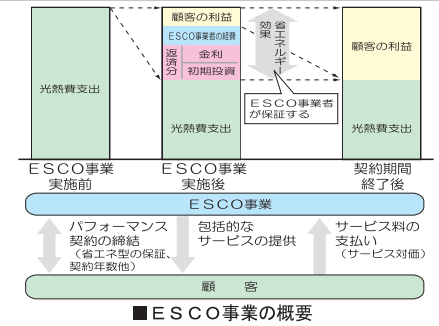 顧客の利益
ESCO事業者の経費
返済分
金利
初期投資
省エネルギー
効果
顧客の利益
光熱費支出
ESCO事業者
が保証する
光熱費支出
光熱費支出
ESCO事業
実施前
ESCO事業
実施後
契約期間
終了後
ESCO事業
パフォーマンス
契約の締結
(省エネ型の保証、
契約年数他)
包括的な
サービスの提供
サービス料の
支払い
(サービス対価)
顧 客
■ESCO事業の概要